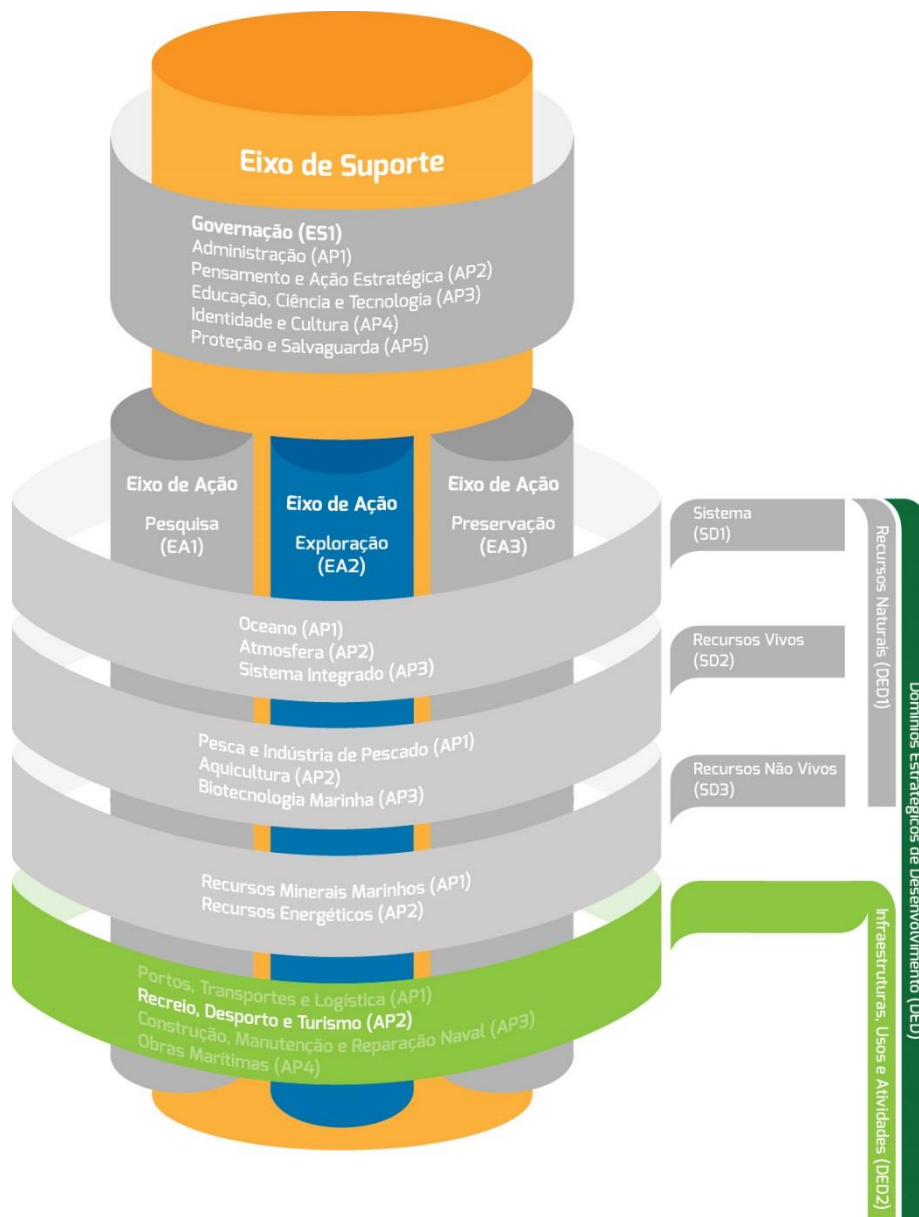 Eixo de Suporte
Governação (ES1)
Administração (AP1)
Pensamento e Ação Estratégica (AP2)
Educação, Ciência e Tecnologia (AP3)
Identidade e Cultura (AP4)
Proteção e Salvaguarda (AP5)
Eixo de Ação
Pesquisa
(EA1)
Eixo de Ação
Exploração
(EA2)
Eixo de Ação
Preservação
(EA3)
Oceano (AP1)
Atmosfera (AP2)
Sistema Integrado (AP3)
Pesca e Indústria de Pescado (AP1)
Aquicultura (AP2)
Biotecnologia Marinha (AP3)
Recursos Minerais Marinhos (AP1)
Recursos Energéticos (AP2)
Portos, Transportes e Logística (AP1)
Recreio, Desporto e Turismo (AP2)
Construção, Manutenção e Reparação Naval (AP3)
Obras Marítimas (AP4)
Sistema
(SD1)
Recursos Vivos
(SD2)
Recursos Não Vivos
(SD3)
Recursos Naturais (DED1)
Infraestruturas, Usos e Atividades (DED2)
Domínios Estratégicos de Desenvolvimento (DED)